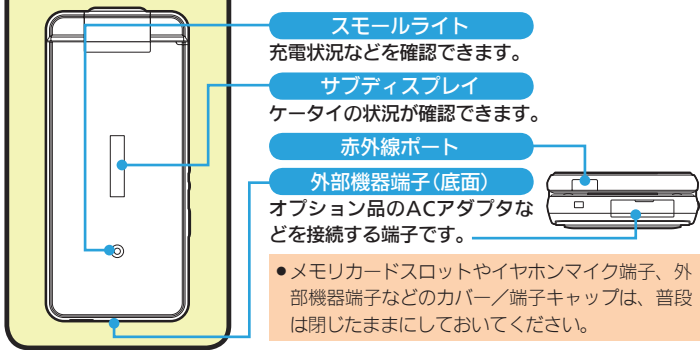 スモールライト
充電状況などを確認できます。
サブディスプレイ
ケータイの状況が確認できます。
赤外線ポート
外部機器端子（底面）
オプション品のACアダプタな
どを接続する端子です。
●メモリカードスロットやイヤホンマイク端子、外
部機器端子などのカバー／端子キャップは、普段
は閉じたままにしておいてください。